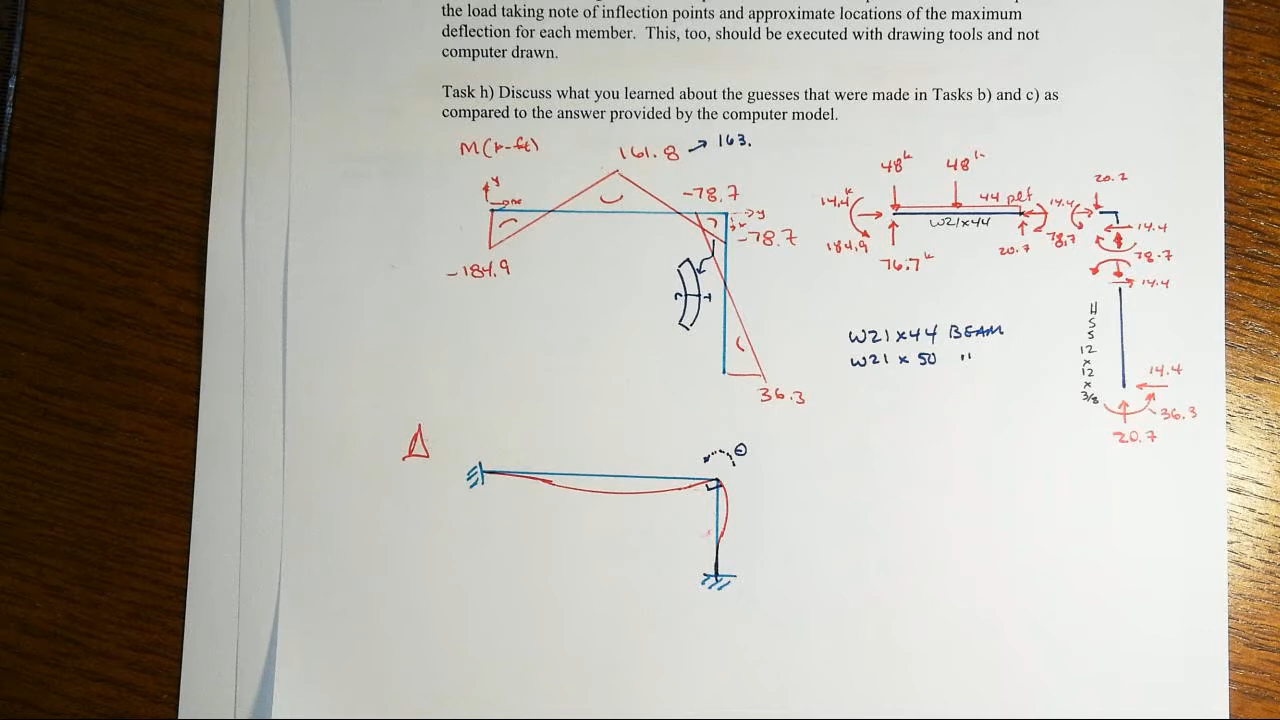 the load taking note of inflection points and approximate locations of the maximum
deflection for each member. This, too, should be executed with drawing tools and not
computer drawn.
Task h) Discuss what you learned about the guesses that were made in Tasks b) and c) as
compared to the answer provided by the computer model.
M(k-ft)
161.8 → 163.
-78.7
-78.7
-184.9
36.3
y
x
y
x
48k
48k
14.4k
44 plf
W21x44
184.9
76.7k
20.7
14.4
78.7
20.7
14.4
78.7
14.4
H
S
S
12
x
12
x
3/8
14.4
36.3
20.7
W21x44 BEAM
W21 x 50 "
Δ